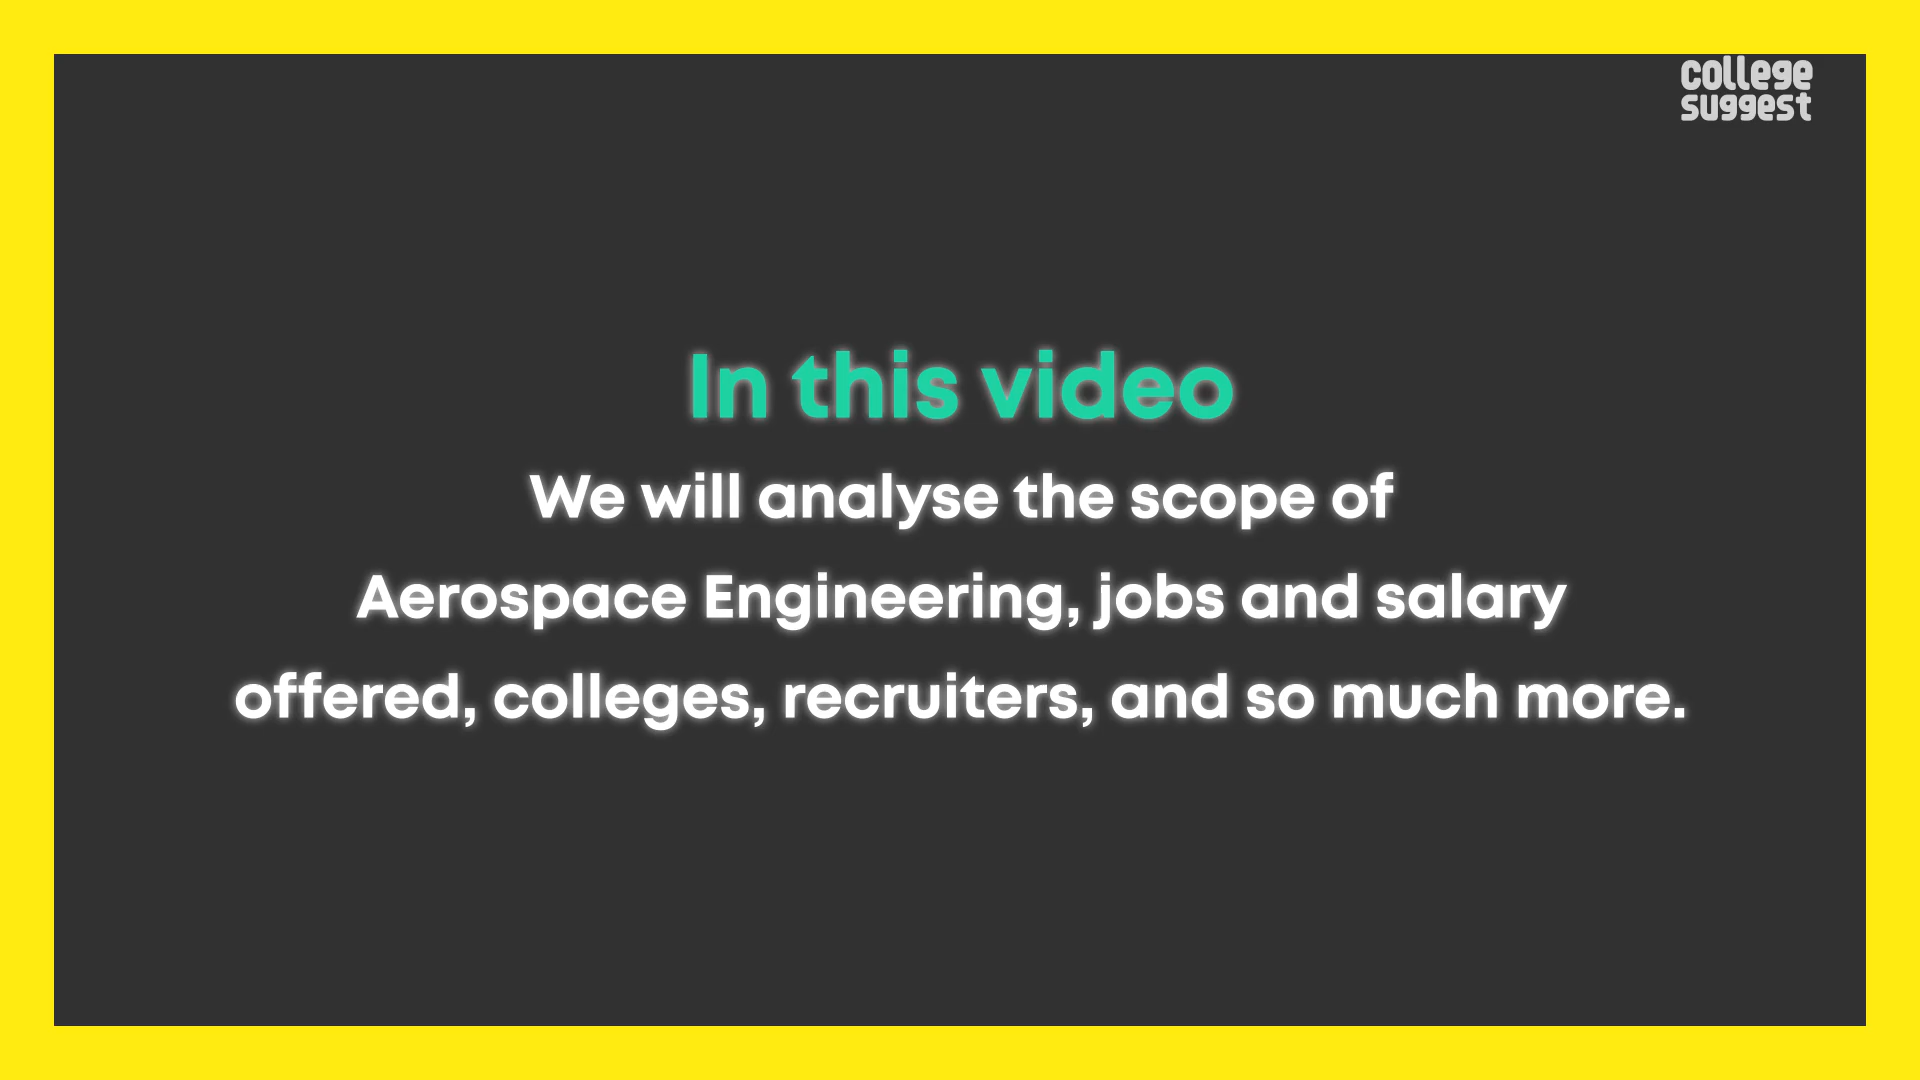 college
suggest
In this video
We will analyse the scope of
Aerospace Engineering, jobs and salary
offered, colleges, recruiters, and so much more.